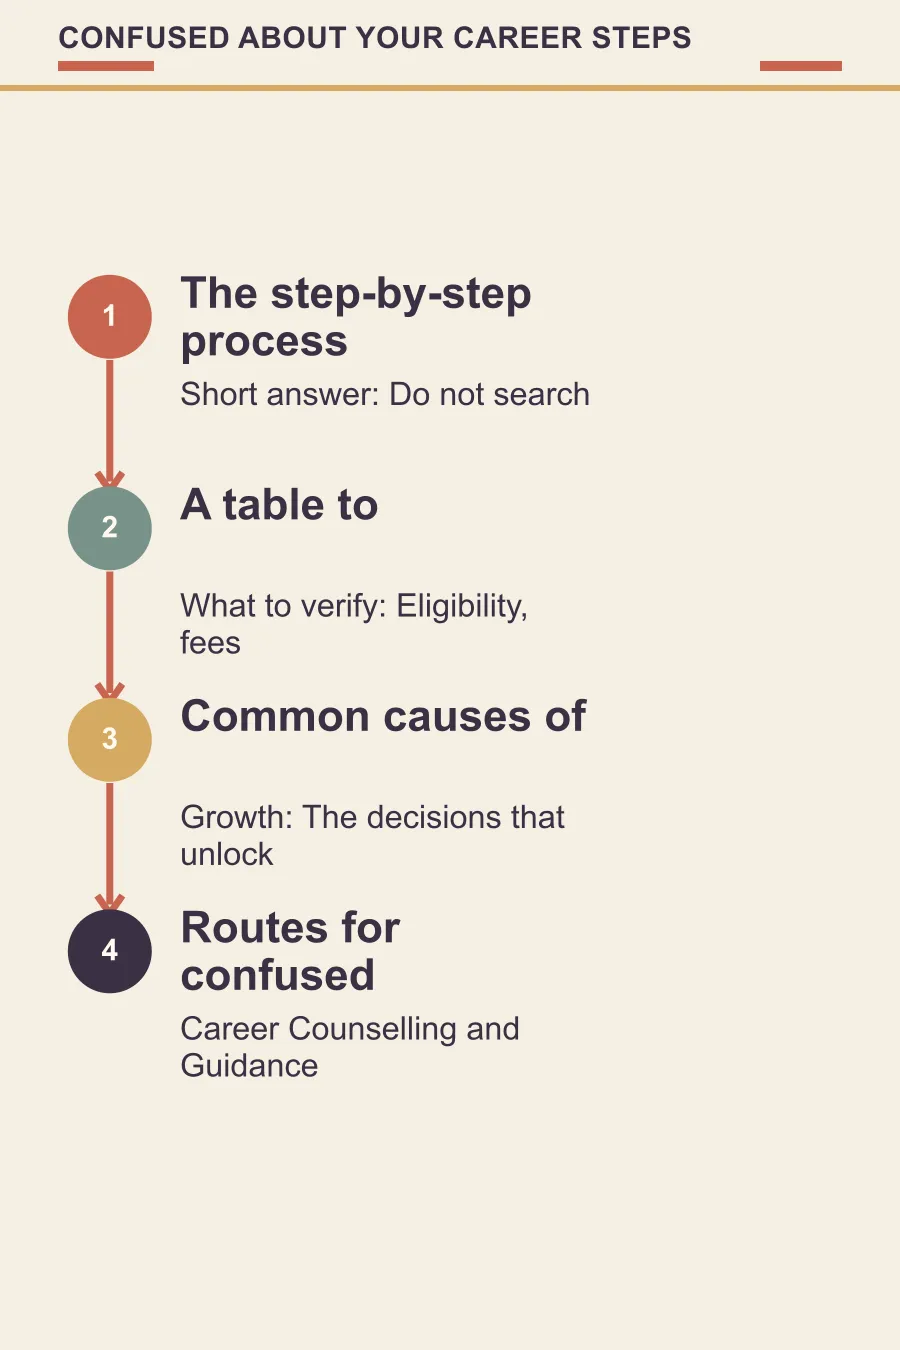 CONFUSED ABOUT YOUR CAREER STEPS
1
The step-by-step
process
Short answer: Do not search
2
A table to
What to verify: Eligibility,
fees
3
Common causes of
Growth: The decisions that
unlock
4
Routes for
confused
Career Counselling and
Guidance